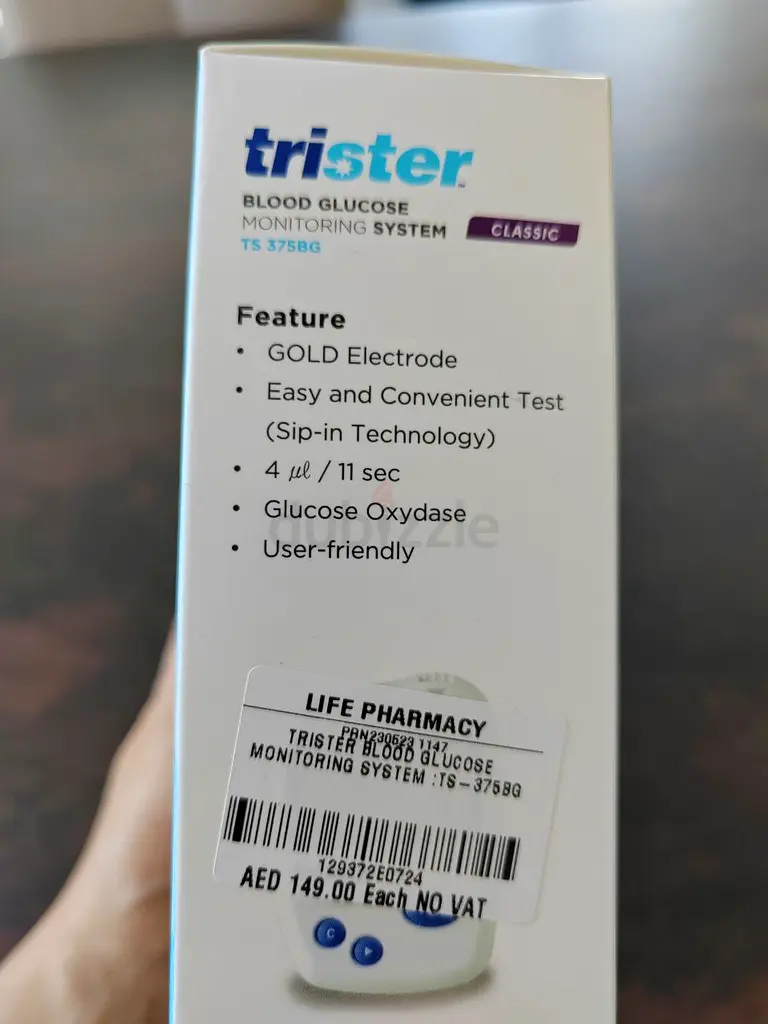 trister
BLOOD GLUCOSE
MONITORING SYSTEM
CLASSIC
TS 375BG
Feature
• GOLD Electrode
• Easy and Convenient Test
(Sip-in Technology)
• 4 ㎕ / 11 sec
• Glucose Oxydase
dubizzle
• User-friendly
LIFE PHARMACY
PRN230523 1147
TRISTER BLOOD GLUCOSE
MONITORING SYSTEM :TS-375BG
129372E0724
AED 149.00 Each NO VAT
C